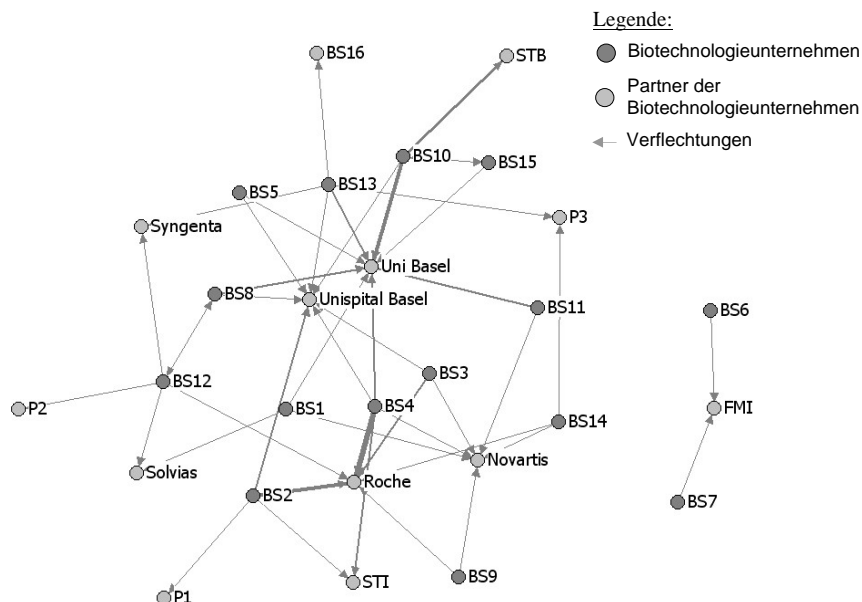 Legende:
BS16
STB
Biotechnologieunternehmen
Partner der
Biotechnologieunternehmen
Verflechtungen
BS10
BS15
BS5
BS13
Syngenta
P3
Uni Basel
BS8
Unispital Basel
BS11
BS6
BS3
BS12
P2
BS1
BS4
FMI
BS14
Solvias
Novartis
Roche
BS2
BS7
STI
BS9
P1